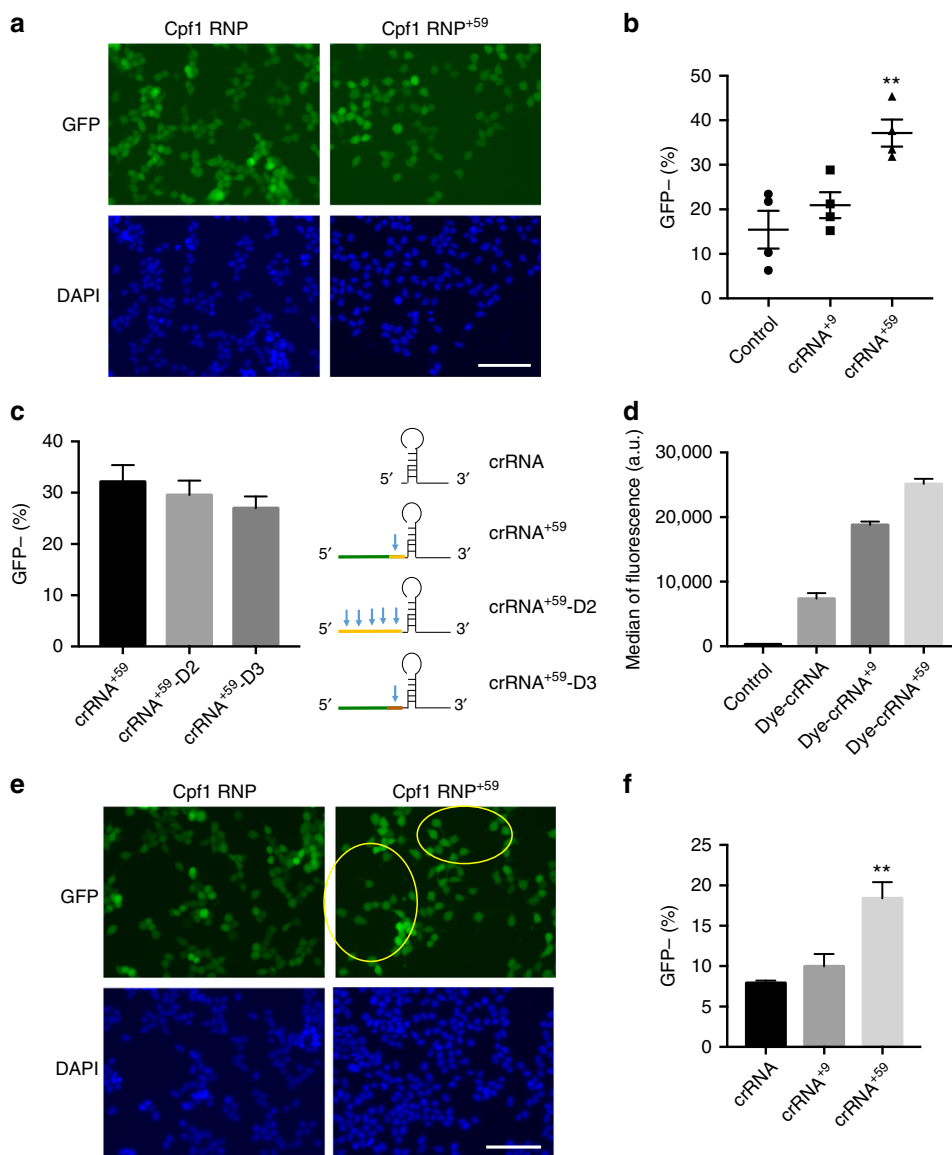 a
Cpf1 RNP
Cpf1 RNP+59
GFP
DAPI
b
GFP– (%)
50
40
30
20
10
0
**
Control
crRNA+9
crRNA+59
c
GFP– (%)
40
30
20
10
0
crRNA+59
crRNA+59-D2
crRNA+59-D3
5′ 3′ crRNA
5′ 3′ crRNA+59
5′ 3′ crRNA+59-D2
5′ 3′ crRNA+59-D3
d
Median of fluorescence (a.u.)
30,000
20,000
10,000
0
Control
Dye-crRNA
Dye-crRNA+9
Dye-crRNA+59
e
Cpf1 RNP
Cpf1 RNP+59
GFP
DAPI
f
GFP– (%)
25
20
15
10
5
0
**
crRNA
crRNA+9
crRNA+59